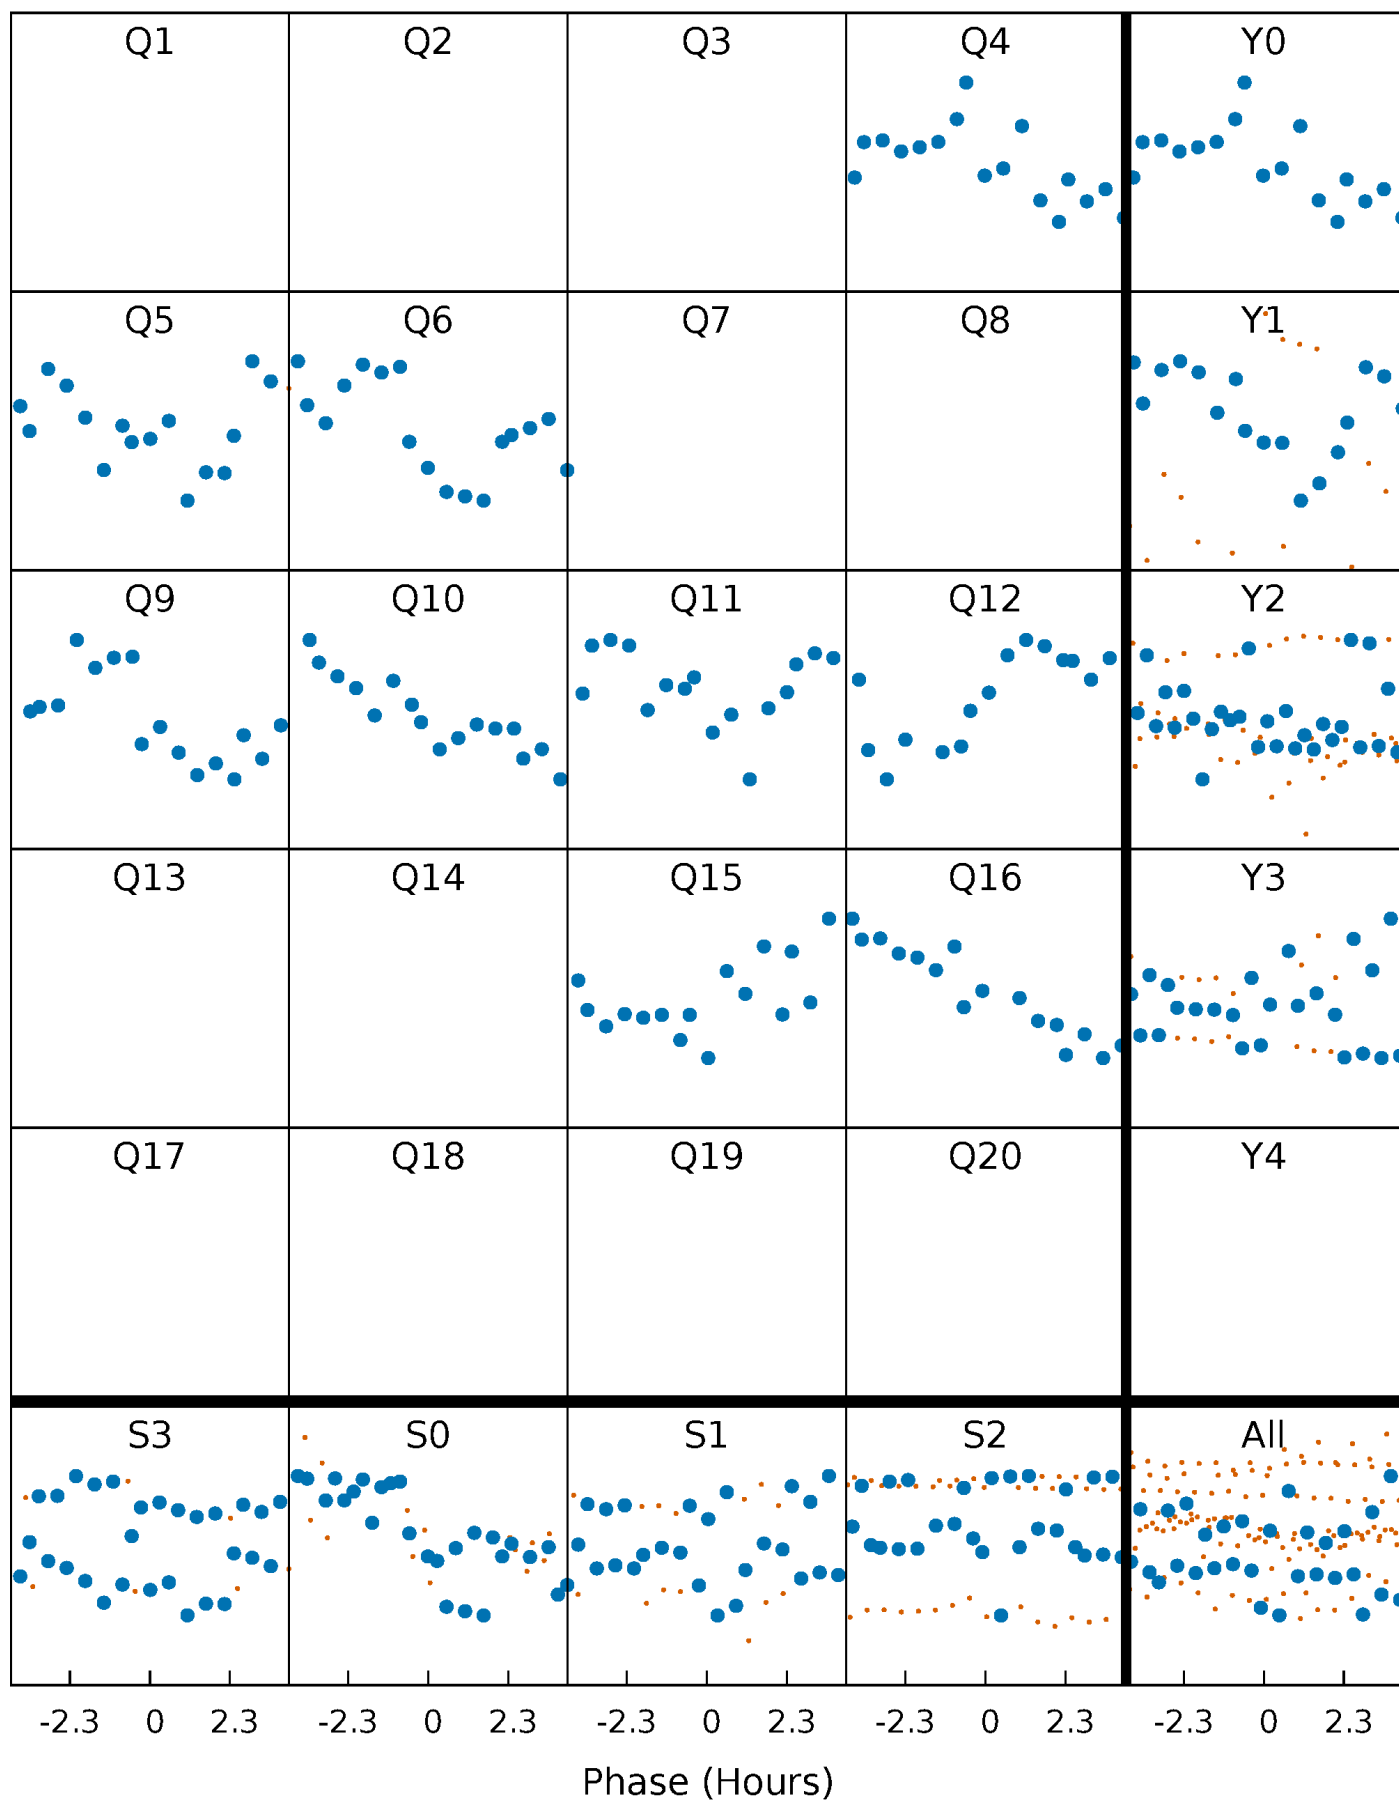 Q1 Q2 Q3 Q4 Y0
Q5 Q6 Q7 Q8 Y1
Q9 Q10 Q11 Q12 Y2
Q13 Q14 Q15 Q16 Y3
Q17 Q18 Q19 Q20 Y4
S3 S0 S1 S2 All
-2.3 0 2.3 -2.3 0 2.3 -2.3 0 2.3 -2.3 0 2.3 -2.3 0 2.3
Phase (Hours)